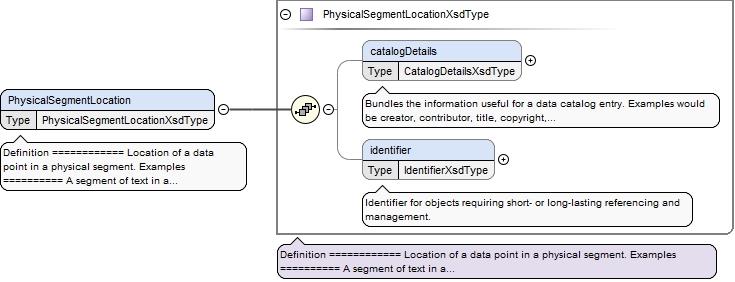 PhysicalSegmentLocationXsdType
catalogDetails
Type CatalogDetailsXsdType
Bundles the information useful for a data catalog entry. Examples would
be creator, contributor, title, copyright,...
PhysicalSegmentLocation
Type PhysicalSegmentLocationXsdType
Definition ============ Location of a data
point in a physical segment. Examples
========== A segment of text in a...
identifier
Type IdentifierXsdType
Identifier for objects requiring short- or long-lasting referencing and
management.
Definition ============ Location of a data point in a physical segment. Examples
========== A segment of text in a...